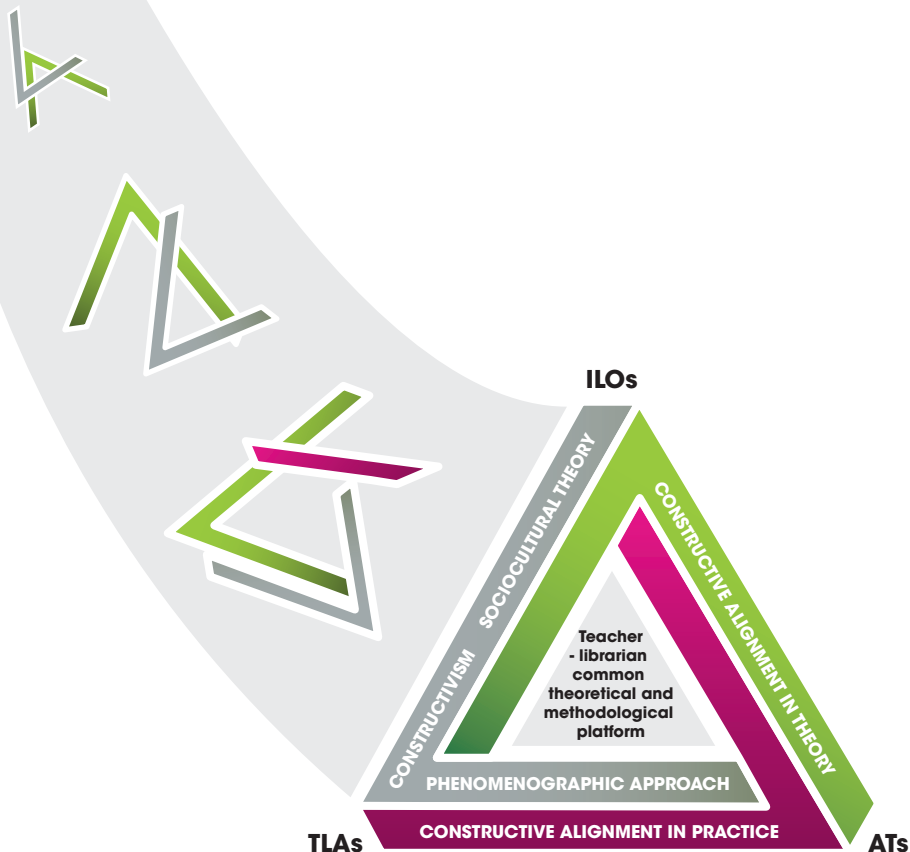 ILOs
CONSTRUCTIVISM SOCIOCULTURAL THEORY
CONSTRUCTIVE ALIGNMENT IN THEORY
Teacher
- librarian
common
theoretical and
methodological
platform
PHENOMENOGRAPHIC APPROACH
CONSTRUCTIVE ALIGNMENT IN PRACTICE
TLAs
ATs